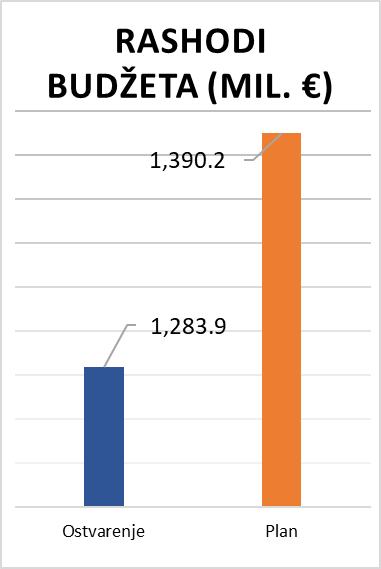 RASHODI
BUDŽETA (MIL. €)
1,390.2
1,283.9
Ostvarenje
Plan